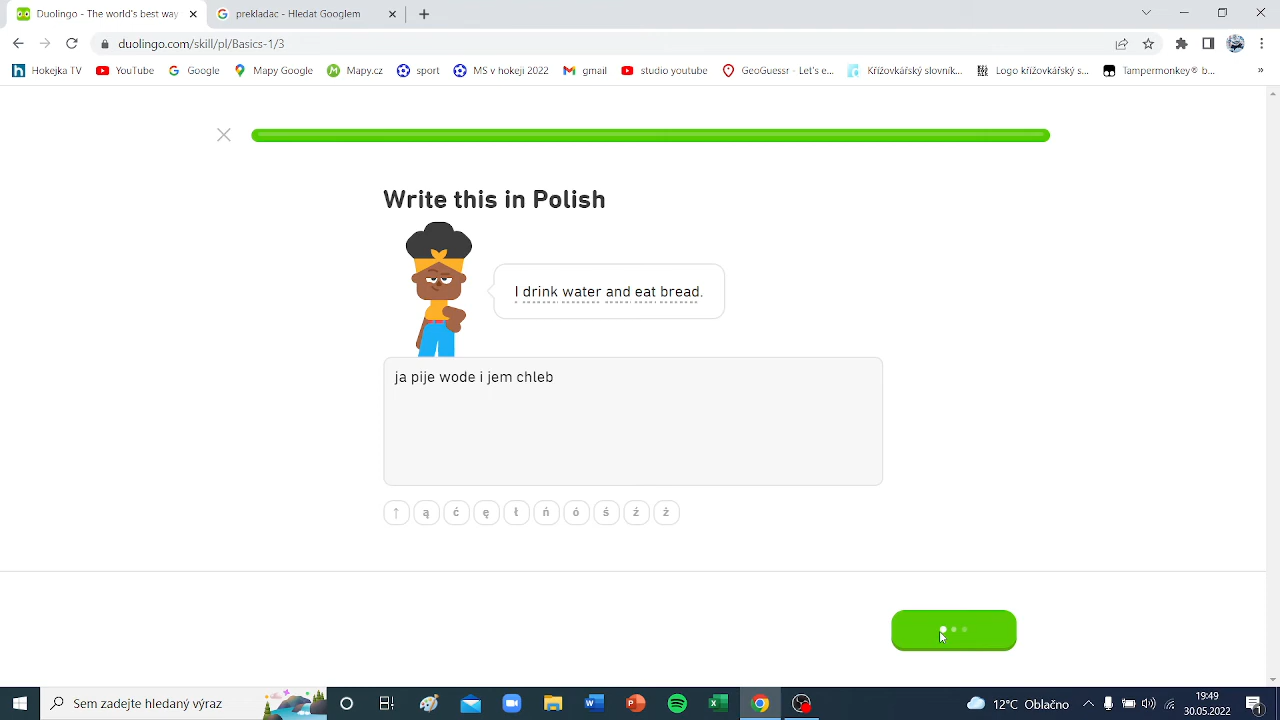 Duolingo - The world's best way
prekladac - Hledat Googlem
duolingo.com/skill/pl/Basics-1/3
Hokejka TV
YouTube
Google
Mapy Google
Mapy.cz
sport
MS v hokeji 2022
gmail
studio youtube
GeoGuessr - Let's e...
Křížovkářský slovník...
Logo křížovkářský s...
Tampermonkey® b...
»
Write this in Polish
I drink water and eat bread.
ja pije wode i jem chleb
↑ ą ć ę ł ń ó ś ź ż
Sem zadejte hledaný výraz
12°C Oblačno
19:49
30.05.2022